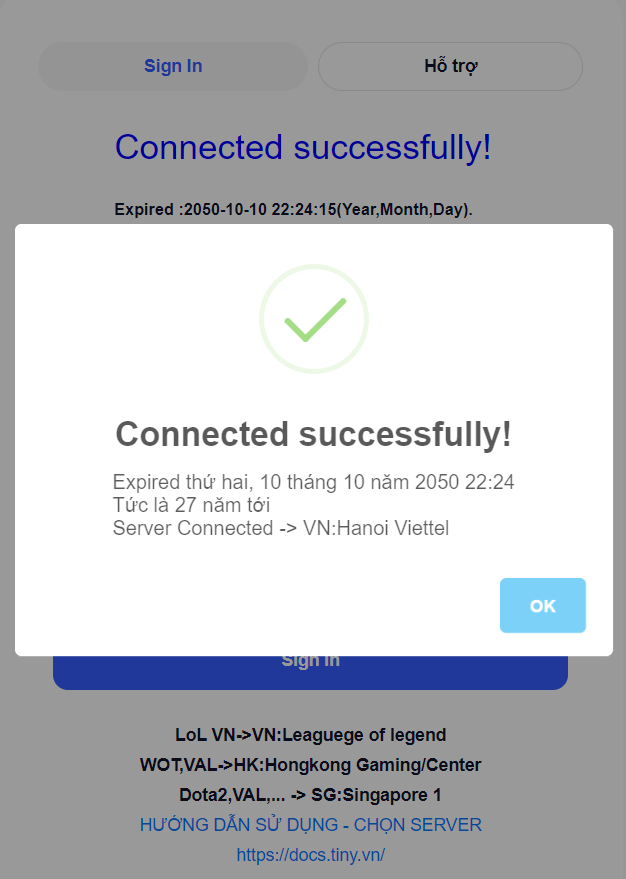 Sign In
Hỗ trợ
Connected successfully!
Expired :2050-10-10 22:24:15(Year,Month,Day).
Connected successfully!
Expired thứ hai, 10 tháng 10 năm 2050 22:24
Tức là 27 năm tới
Server Connected -> VN:Hanoi Viettel
OK
Sign In
LoL VN->VN:Leaguege of legend
WOT,VAL->HK:Hongkong Gaming/Center
Dota2,VAL,... -> SG:Singapore 1
HƯỚNG DẪN SỬ DỤNG - CHỌN SERVER
https://docs.tiny.vn/